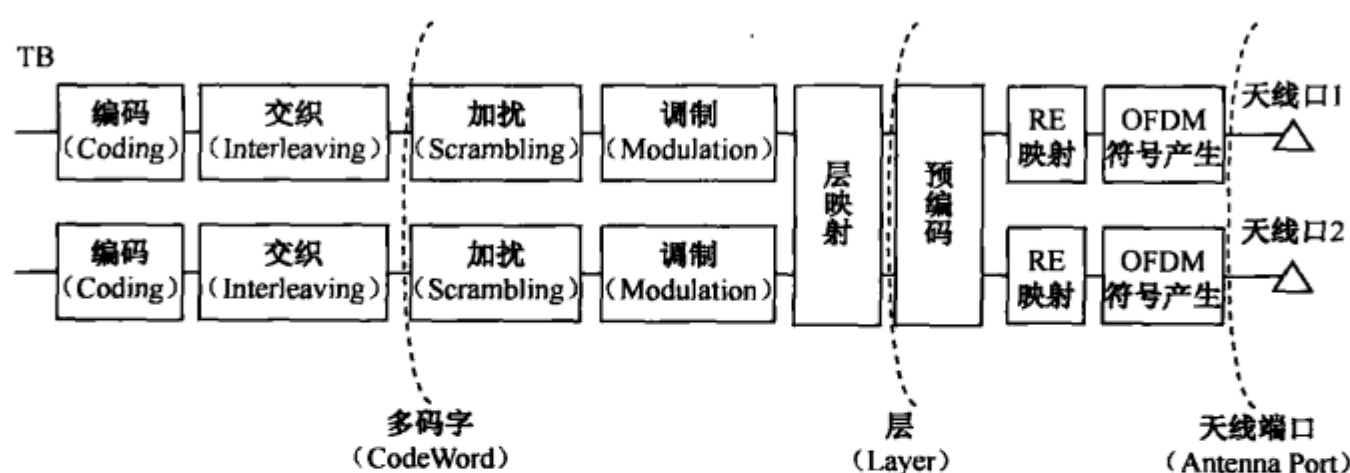 TB
编码
(Coding)
交织
(Interleaving)
加扰
(Scrambling)
调制
(Modulation)
层映射
预编码
RE
映射
OFDM
符号产生
天线口1
编码
(Coding)
交织
(Interleaving)
加扰
(Scrambling)
调制
(Modulation)
RE
映射
OFDM
符号产生
天线口2
多码字
(CodeWord)
层
(Layer)
天线端口
(Antenna Port)